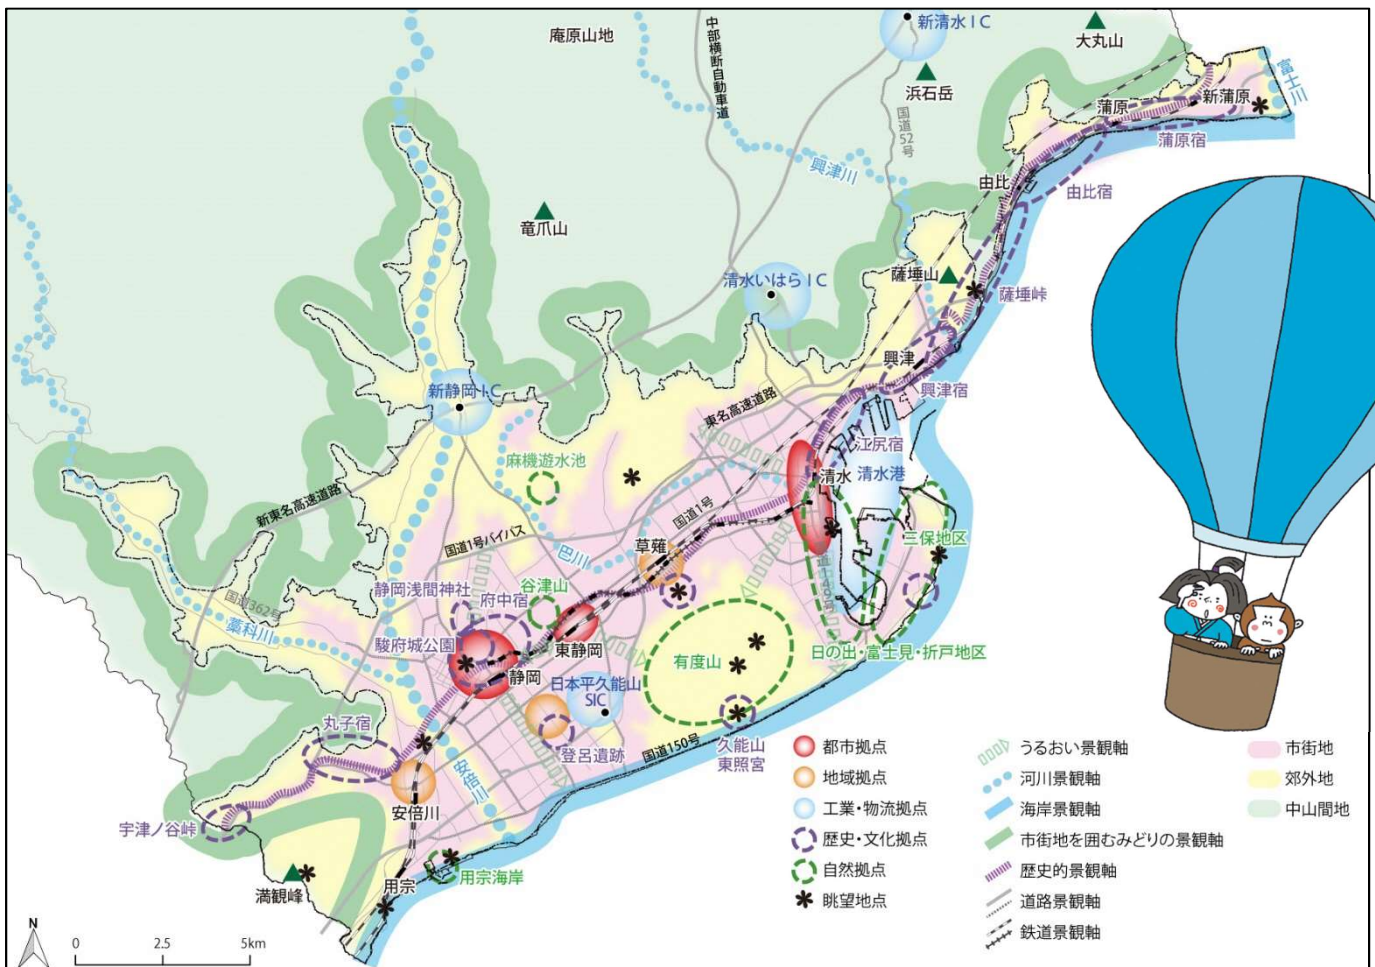 庵原山地
中部横断自動車道
新清水IC
大丸山
浜石岳
富士川
蒲原
新蒲原
国道52号
蒲原宿
興津川
由比
由比宿
竜爪山
清水いはらIC
薩埵山
薩埵峠
興津
興津宿
新静岡IC
東名高速道路
江尻宿
麻機遊水池
清水
清水港
新東名高速道路
国道1号
国道1号バイパス
巴川
草薙
三保地区
静岡浅間神社
府中宿
谷津山
国道149号
国道362号
藁科川
駿府城公園
東静岡
静岡
有度山
日の出・富士見・折戸地区
日本平久能山
SIC
丸子宿
登呂遺跡
国道150号
久能山
東照宮
安倍川
安倍川
宇津ノ谷峠
満観峰
用宗
用宗海岸
都市拠点
地域拠点
工業・物流拠点
歴史・文化拠点
自然拠点
眺望地点
うるおい景観軸
河川景観軸
海岸景観軸
市街地を囲むみどりの景観軸
歴史的景観軸
道路景観軸
鉄道景観軸
市街地
郊外地
中山間地
N
0 2.5 5km